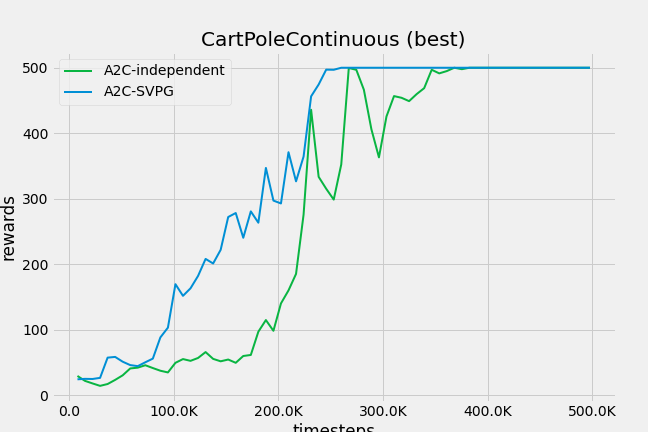 CartPoleContinuous (best)
A2C-independent
A2C-SVPG
rewards
500
400
300
200
100
0
0.0 100.0K 200.0K 300.0K 400.0K 500.0K
timesteps